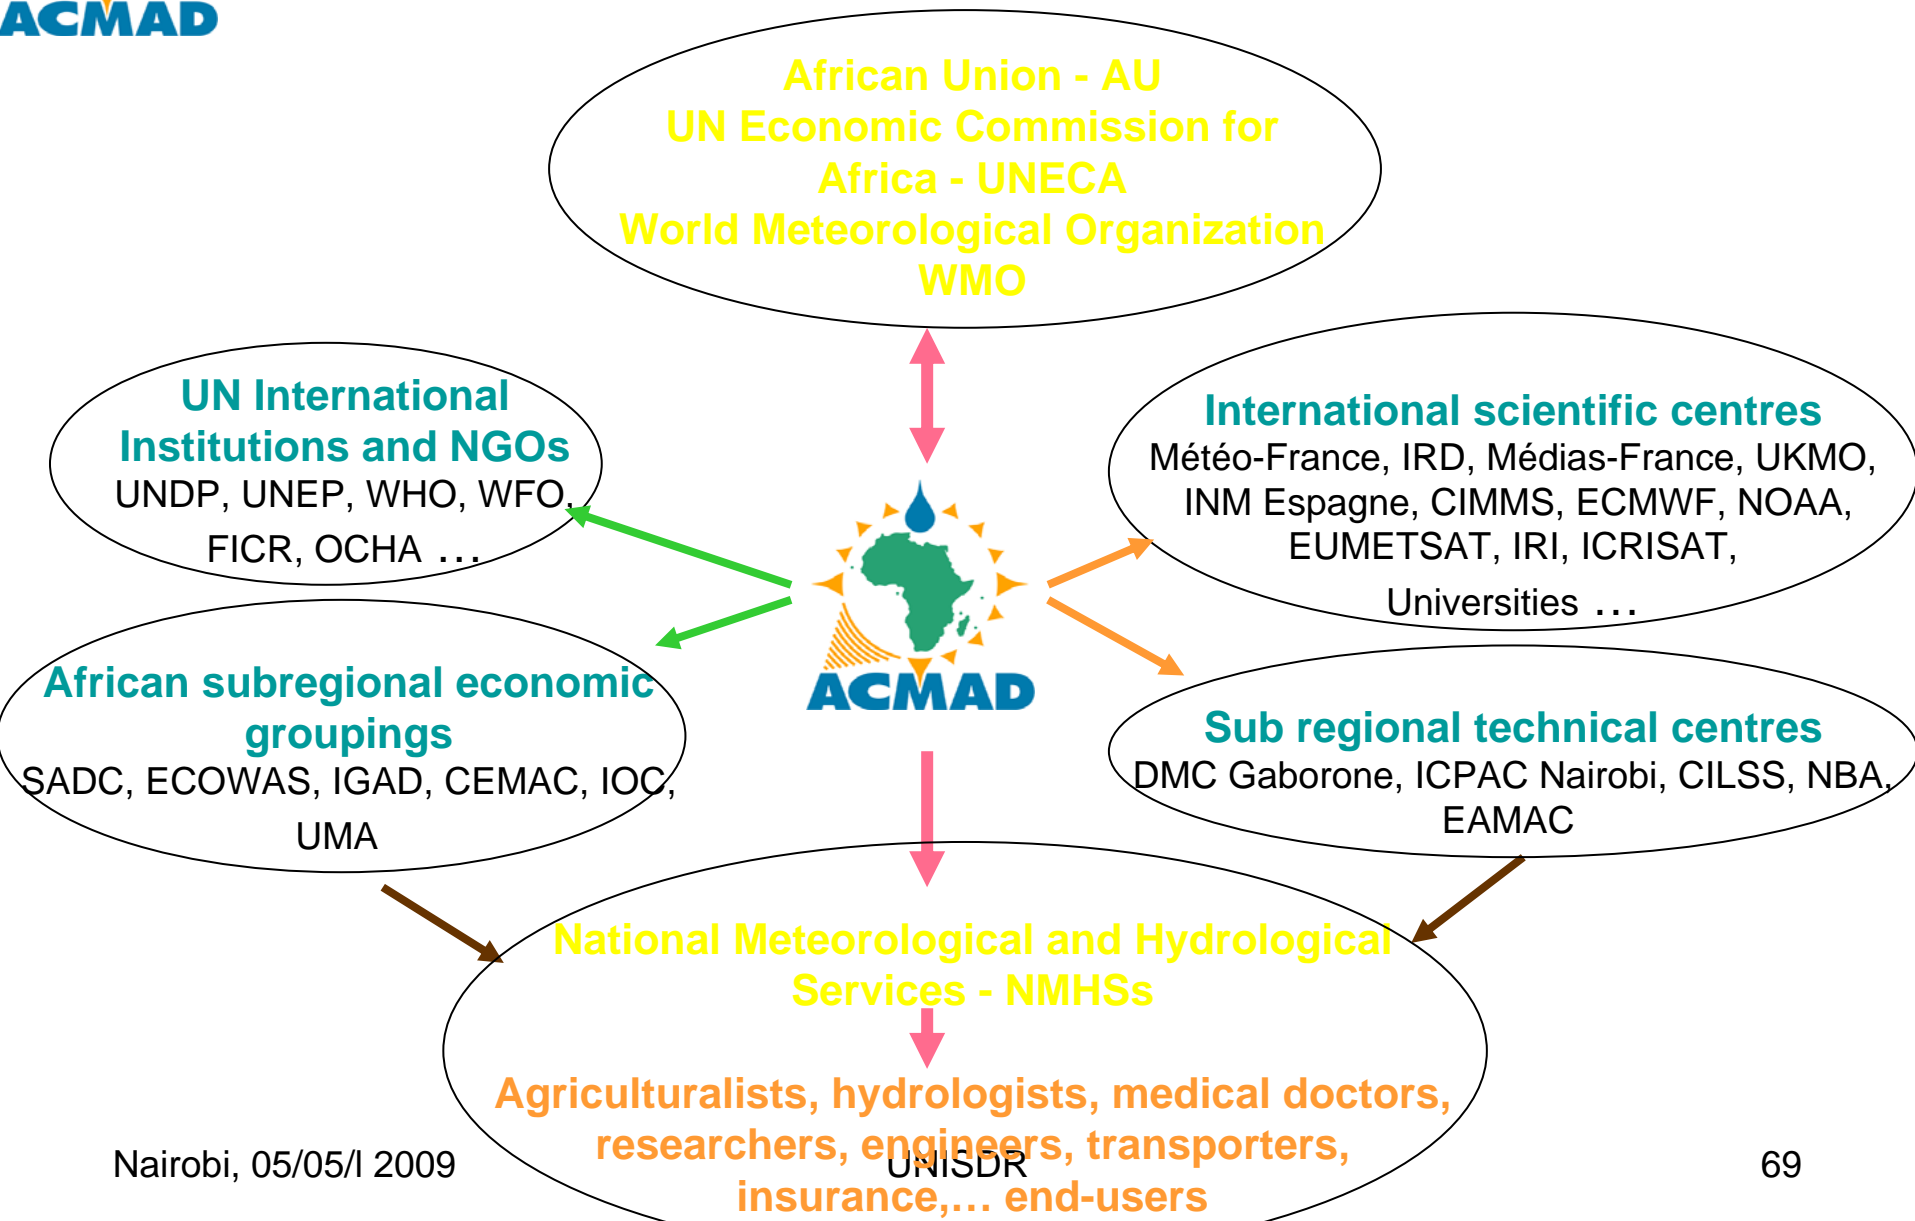 ACMAD
African Union - AU
UN Economic Commission for
Africa - UNECA
World Meteorological Organization
WMO
UN International
Institutions and NGOs
UNDP, UNEP, WHO, WFO,
FICR, OCHA …
International scientific centres
Météo-France, IRD, Médias-France, UKMO,
INM Espagne, CIMMS, ECMWF, NOAA,
EUMETSAT, IRI, ICRISAT,
Universities …
ACMAD
African subregional economic
groupings
SADC, ECOWAS, IGAD, CEMAC, IOC,
UMA
Sub regional technical centres
DMC Gaborone, ICPAC Nairobi, CILSS, NBA,
EAMAC
National Meteorological and Hydrological
Services - NMHSs
Agriculturalists, hydrologists, medical doctors,
researchers, engineers, transporters,
insurance,… end-users
Nairobi, 05/05/l 2009
UNISDR
69